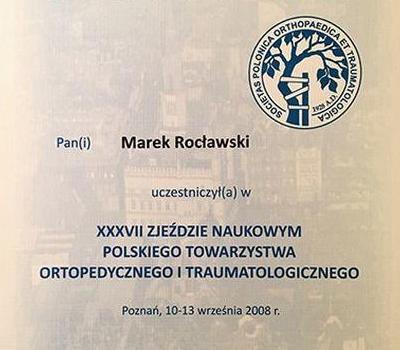 SOCIETAS POLONICA ORTHOPAEDICA ET TRAUMATOLOGICA
1928 A.D.
Pan(i) Marek Rocławski
uczestniczył(a) w
XXXVII ZJEŹDZIE NAUKOWYM
POLSKIEGO TOWARZYSTWA
ORTOPEDYCZNEGO I TRAUMATOLOGICZNEGO
Poznań, 10-13 września 2008 r.